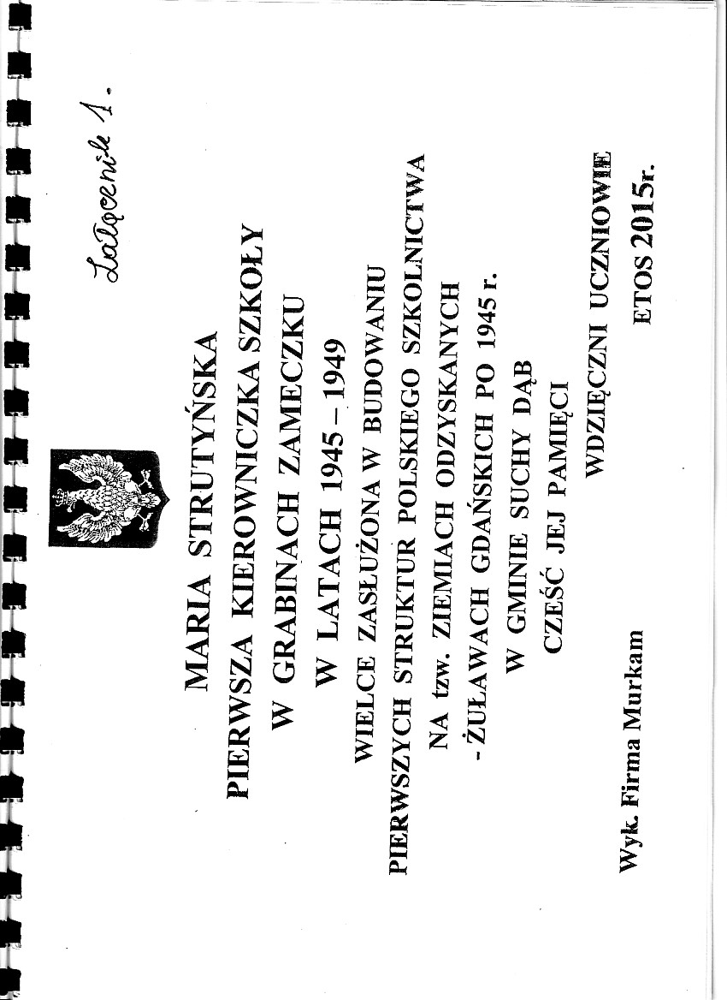 Załącznik 1.
MARIA STRUTYŃSKA
PIERWSZA KIEROWNICZKA SZKOŁY
W GRABINACH ZAMECZKU
W LATACH 1945 – 1949
WIELCE ZASŁUŻONA W BUDOWANIU
PIERWSZYCH STRUKTUR POLSKIEGO SZKOLNICTWA
NA tzw. ZIEMIACH ODZYSKANYCH
- ŻUŁAWACH GDAŃSKICH PO 1945 r.
W GMINIE SUCHY DĄB
CZEŚĆ JEJ PAMIĘCI
WDZIĘCZNI UCZNIOWIE
Wyk. Firma Murkam ETOS 2015r.